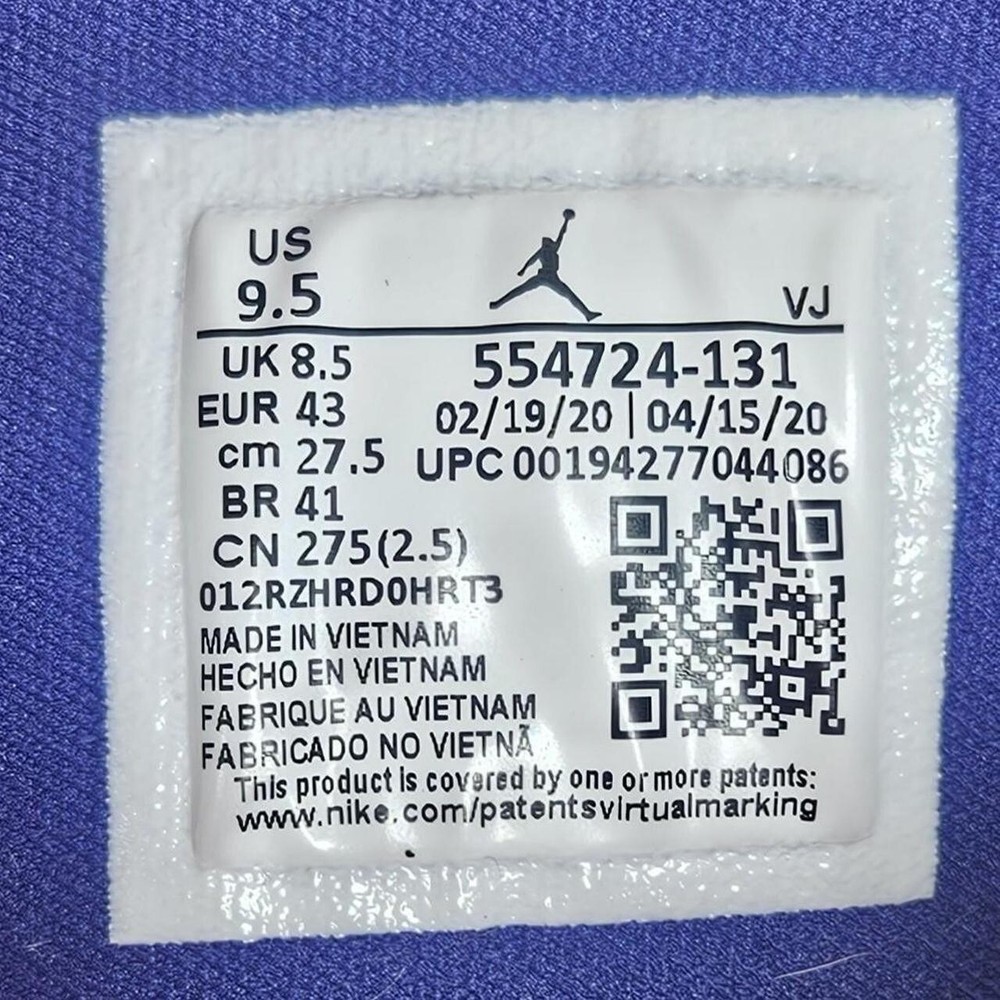 US
9.5
VJ
UK 8.5
554724-131
EUR 43
02/19/20 | 04/15/20
cm 27.5
UPC 00194277044086
BR 41
CN 275(2.5)
012RZHRD0HRT3
MADE IN VIETNAM
HECHO EN VIETNAM
FABRIQUE AU VIETNAM
FABRICADO NO VIETNÃ
This product is covered by one or more patents:
www.nike.com/patentsvirtualmarking